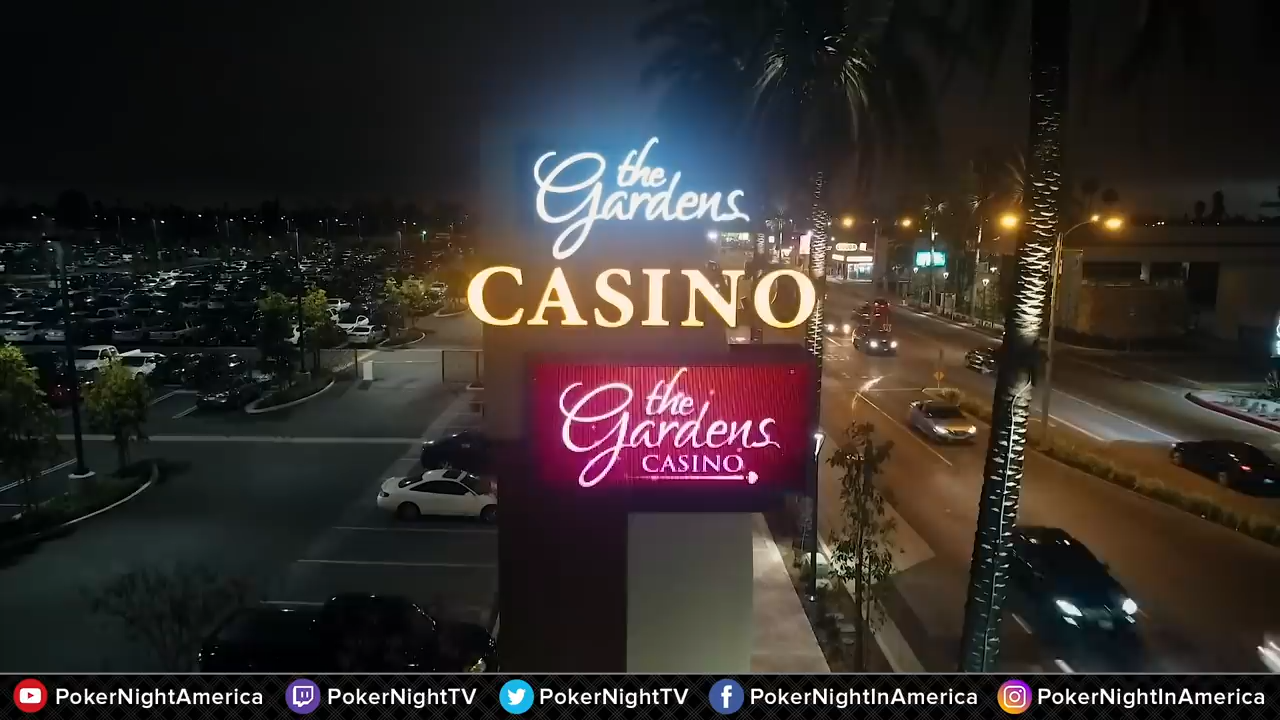 the
Gardens
CASINO
the
Gardens
CASINO
PokerNightAmerica PokerNightTV PokerNightTV PokerNightInAmerica PokerNightInAmerica